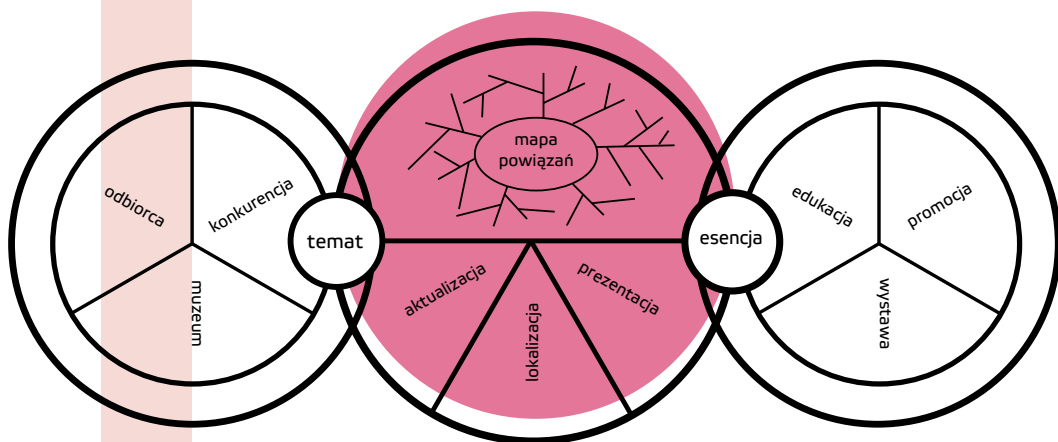 odbiorca
konkurencja
muzeum
temat
mapa
powiązań
aktualizacja
lokalizacja
prezentacja
esencja
edukacja
promocja
wystawa